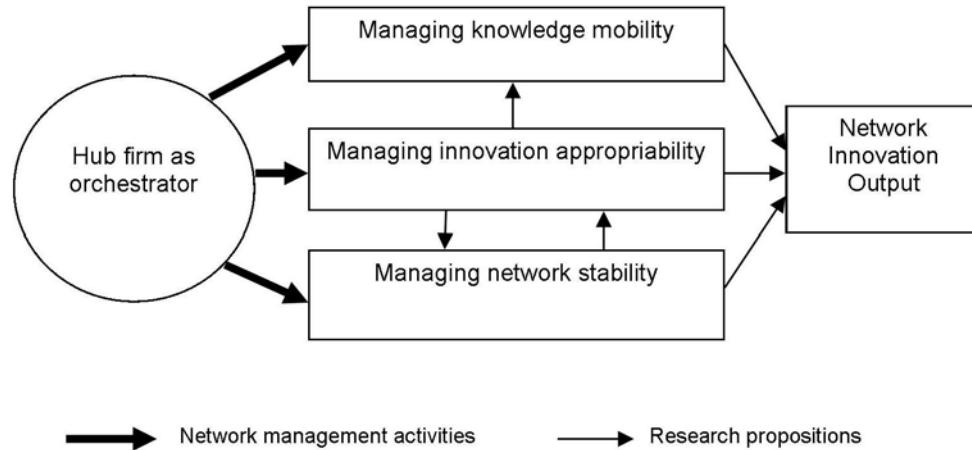 Managing knowledge mobility
Hub firm as
orchestrator
Managing innovation appropriability
Managing network stability
Network
Innovation
Output
Network management activities
Research propositions